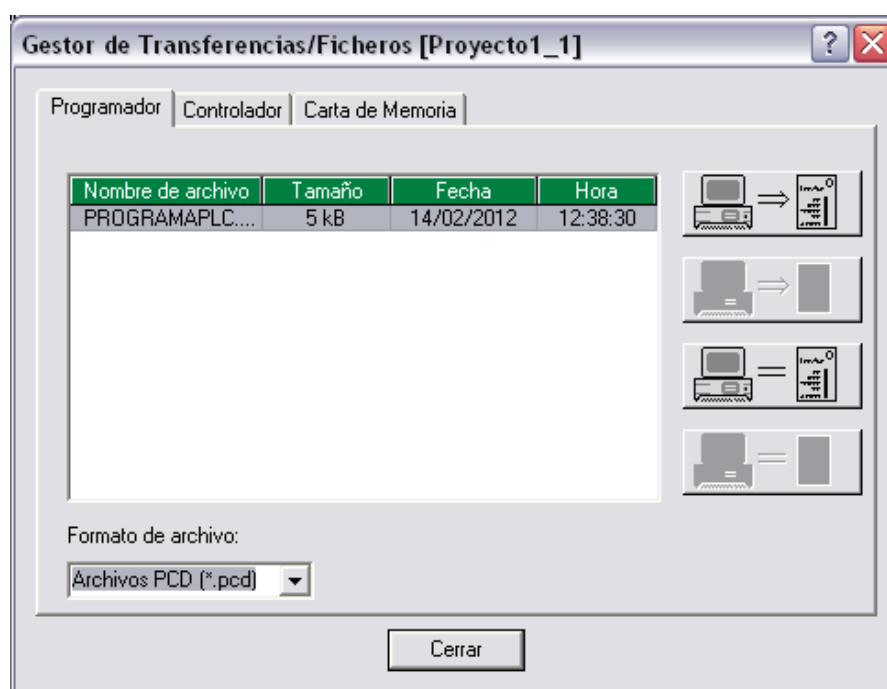 Gestor de Transferencias/Ficheros [Proyecto1_1]
Programador Controlador Carta de Memoria
Nombre de archivo Tamaño Fecha Hora
PROGRAMAPLC.... 5 kB 14/02/2012 12:38:30
Formato de archivo:
Archivos PCD (*.pcd)
Cerrar